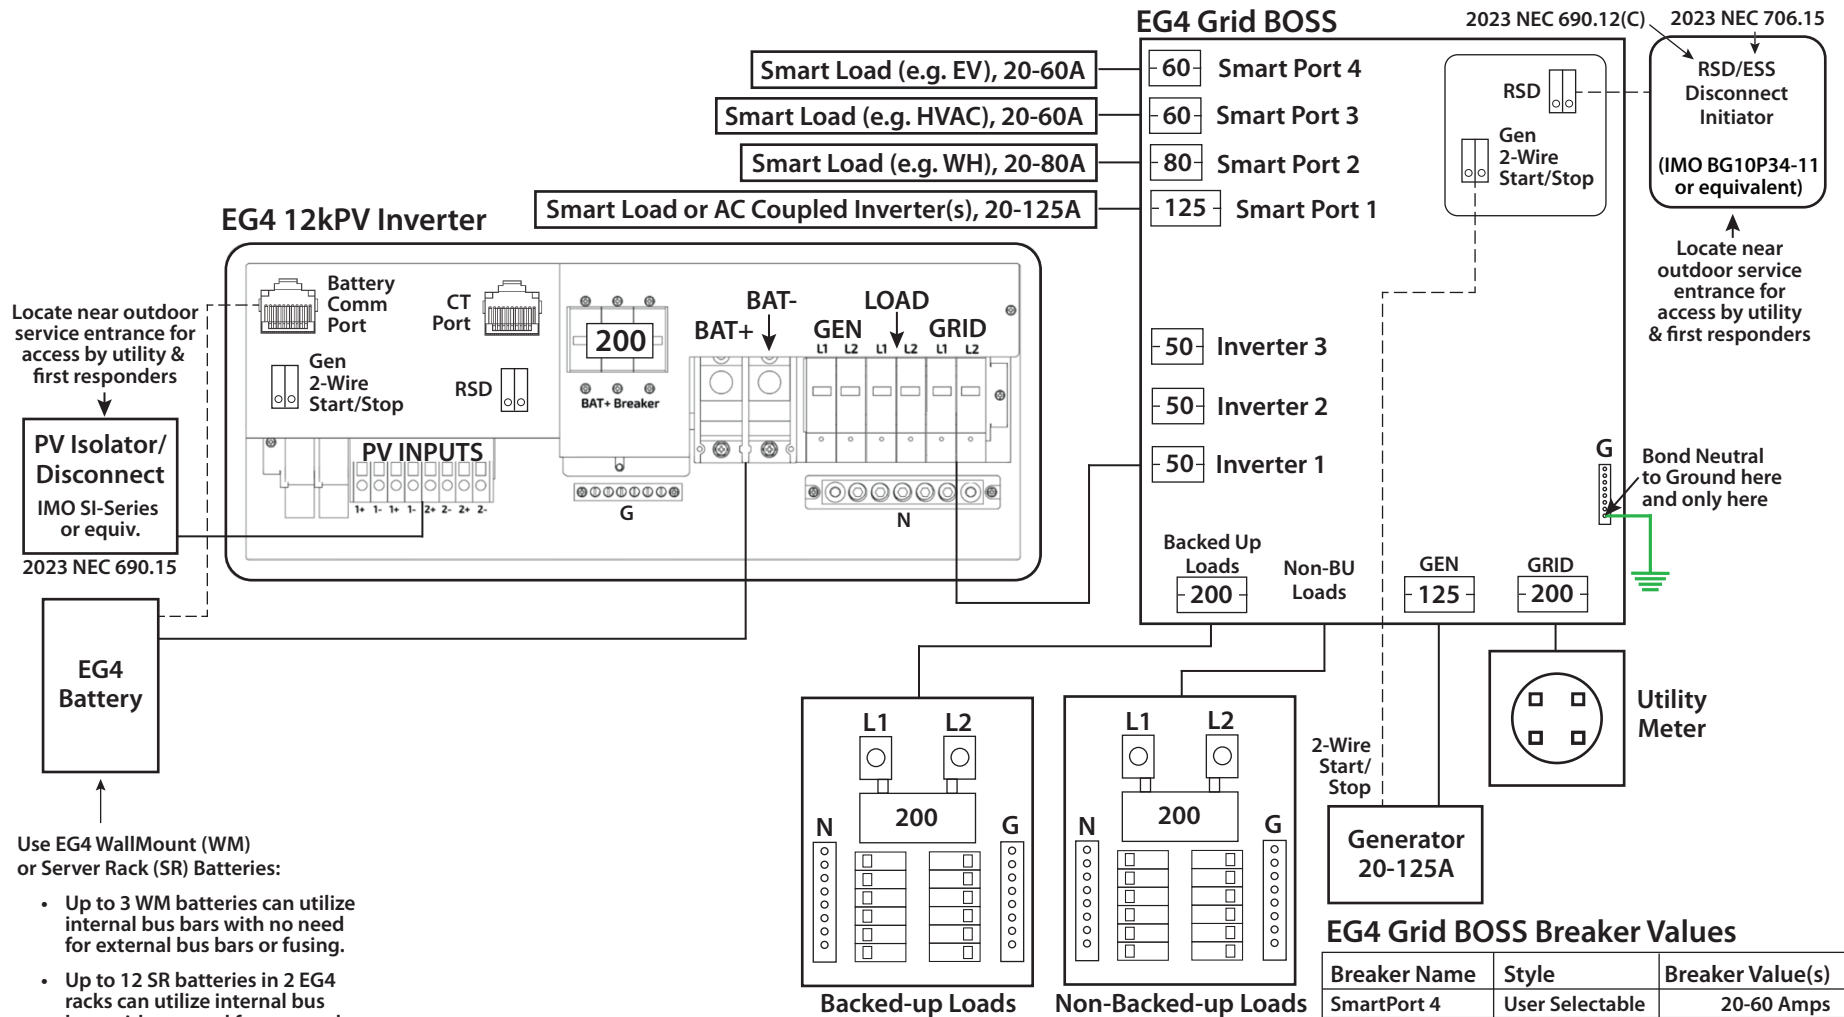 EG4 Grid BOSS
2023 NEC 690.12(C)
2023 NEC 706.15
Smart Load (e.g. EV), 20-60A
60
Smart Port 4
Smart Load (e.g. HVAC), 20-60A
60
Smart Port 3
Smart Load (e.g. WH), 20-80A
80
Smart Port 2
Smart Load or AC Coupled Inverter(s), 20-125A
125
Smart Port 1
RSD
Gen
2-Wire
Start/Stop
RSD/ESS
Disconnect
Initiator
(IMO BG10P34-11
or equivalent)
Locate near
outdoor service
entrance for
access by utility
& first responders
EG4 12kPV Inverter
Battery
Comm
Port
CT
Port
Gen
2-Wire
Start/Stop
RSD
200
BAT+ Breaker
BAT+
BAT-
GEN
LOAD
GRID
L1
L2
L1
L2
L1
L2
PV INPUTS
1+
1-
1+
1-
2+
2-
2+
2-
G
N
Locate near outdoor
service entrance for
access by utility &
first responders
PV Isolator/
Disconnect
IMO SI-Series
or equiv.
2023 NEC 690.15
50
Inverter 3
50
Inverter 2
50
Inverter 1
G
Bond Neutral
to Ground here
and only here
Backed Up
Loads
200
Non-BU
Loads
GEN
125
GRID
200
EG4
Battery
Use EG4 WallMount (WM)
or Server Rack (SR) Batteries:
• Up to 3 WM batteries can utilize
internal bus bars with no need
for external bus bars or fusing.
• Up to 12 SR batteries in 2 EG4
racks can utilize internal bus
L1
L2
200
N
G
Backed-up Loads
L1
L2
200
N
G
Non-Backed-up Loads
2-Wire
Start/
Stop
Generator
20-125A
Utility
Meter
EG4 Grid BOSS Breaker Values
Breaker Name
Style
Breaker Value(s)
SmartPort 4
User Selectable
20-60 Amps